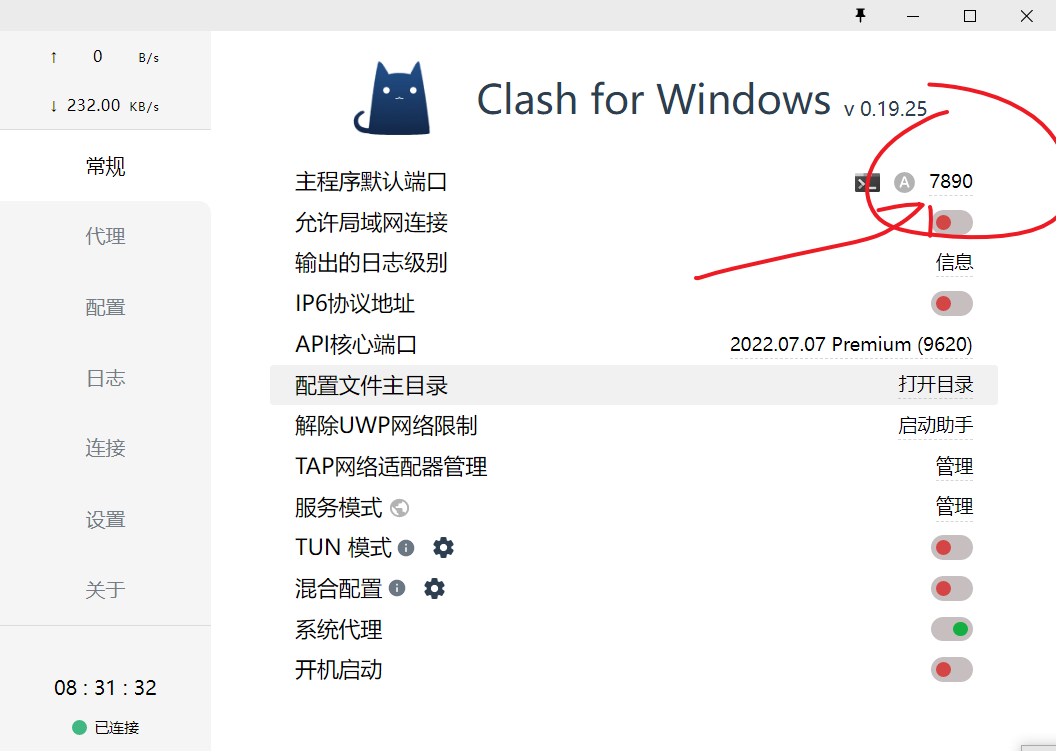 ↑ 0 B/s
↓ 232.00 KB/s
常规
代理
配置
日志
连接
设置
关于
08 : 31 : 32
已连接
Clash for Windows v 0.19.25
主程序默认端口 A 7890
允许局域网连接
输出的日志级别 信息
IP6协议地址
API核心端口 2022.07.07 Premium (9620)
配置文件主目录 打开目录
解除UWP网络限制 启动助手
TAP网络适配器管理 管理
服务模式 管理
TUN 模式
混合配置
系统代理
开机启动